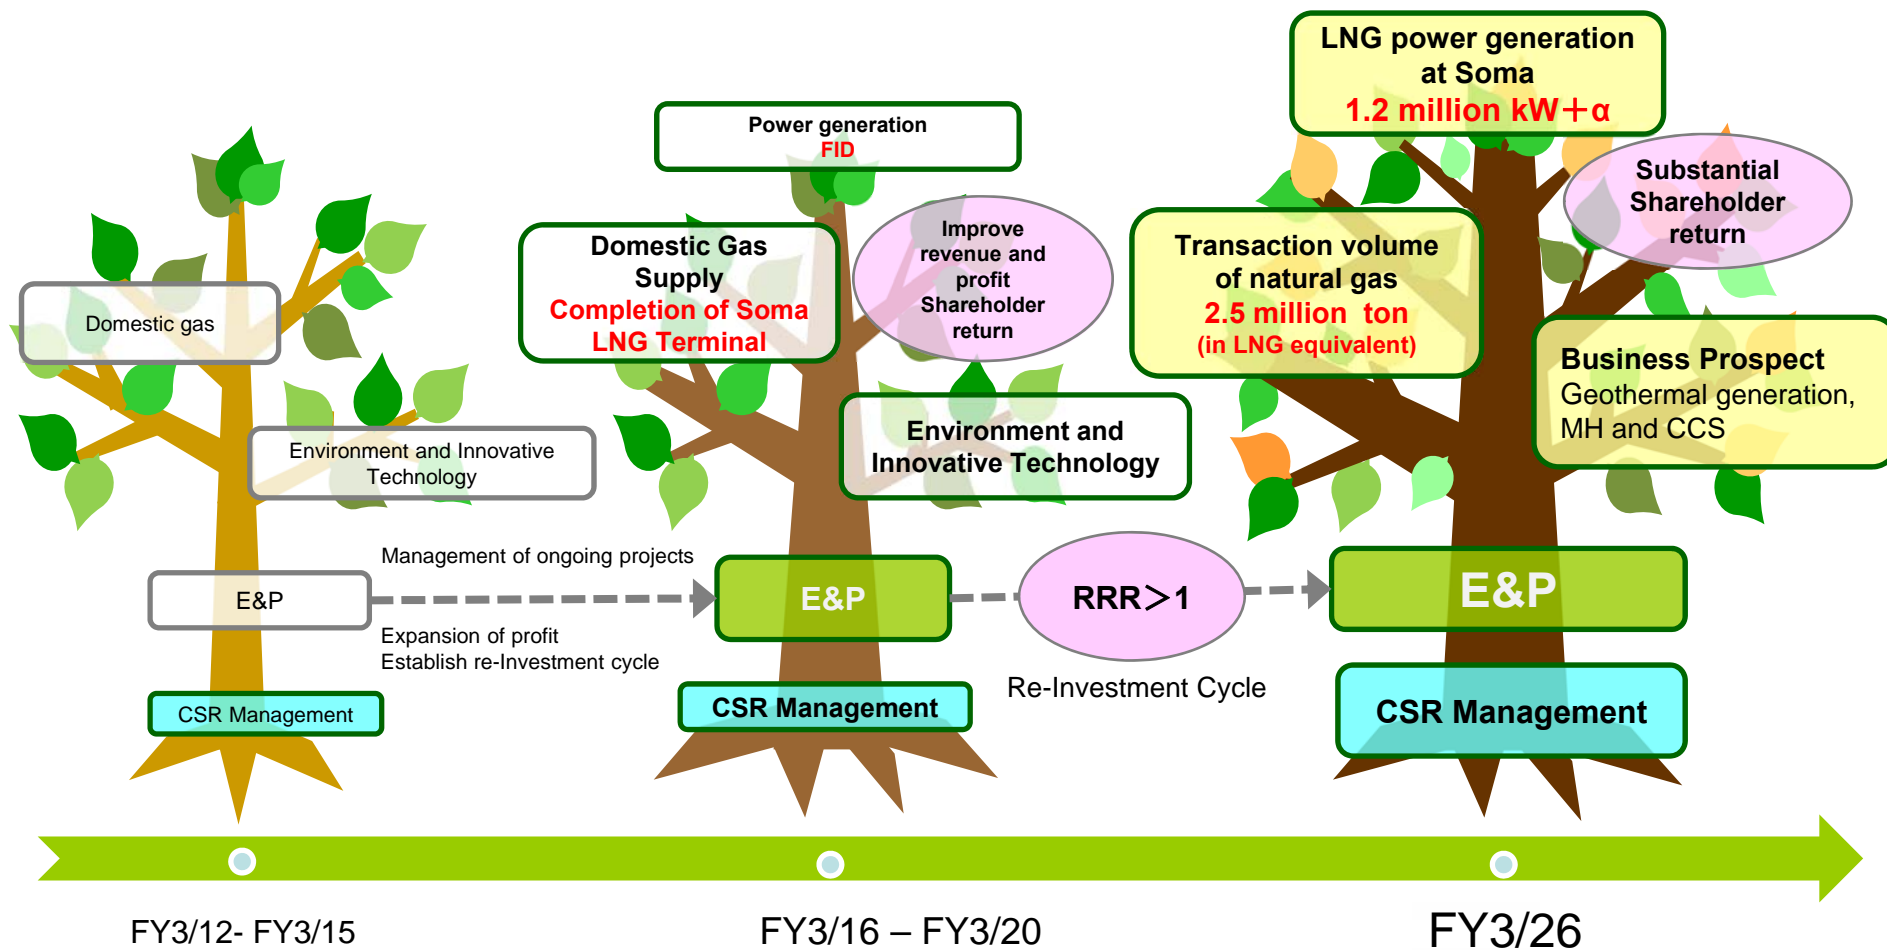 Domestic gas
Environment and Innovative
Technology
E&P
CSR Management
Management of ongoing projects
Expansion of profit
Establish re-Investment cycle
Power generation
FID
Domestic Gas
Supply
Completion of Soma
LNG Terminal
Improve
revenue and
profit
Shareholder
return
Environment and
Innovative Technology
E&P
CSR Management
RRR＞1
Re-Investment Cycle
LNG power generation
at Soma
1.2 million kW＋α
Substantial
Shareholder
return
Transaction volume
of natural gas
2.5 million ton
(in LNG equivalent)
Business Prospect
Geothermal generation,
MH and CCS
E&P
CSR Management
FY3/12- FY3/15
FY3/16 – FY3/20
FY3/26